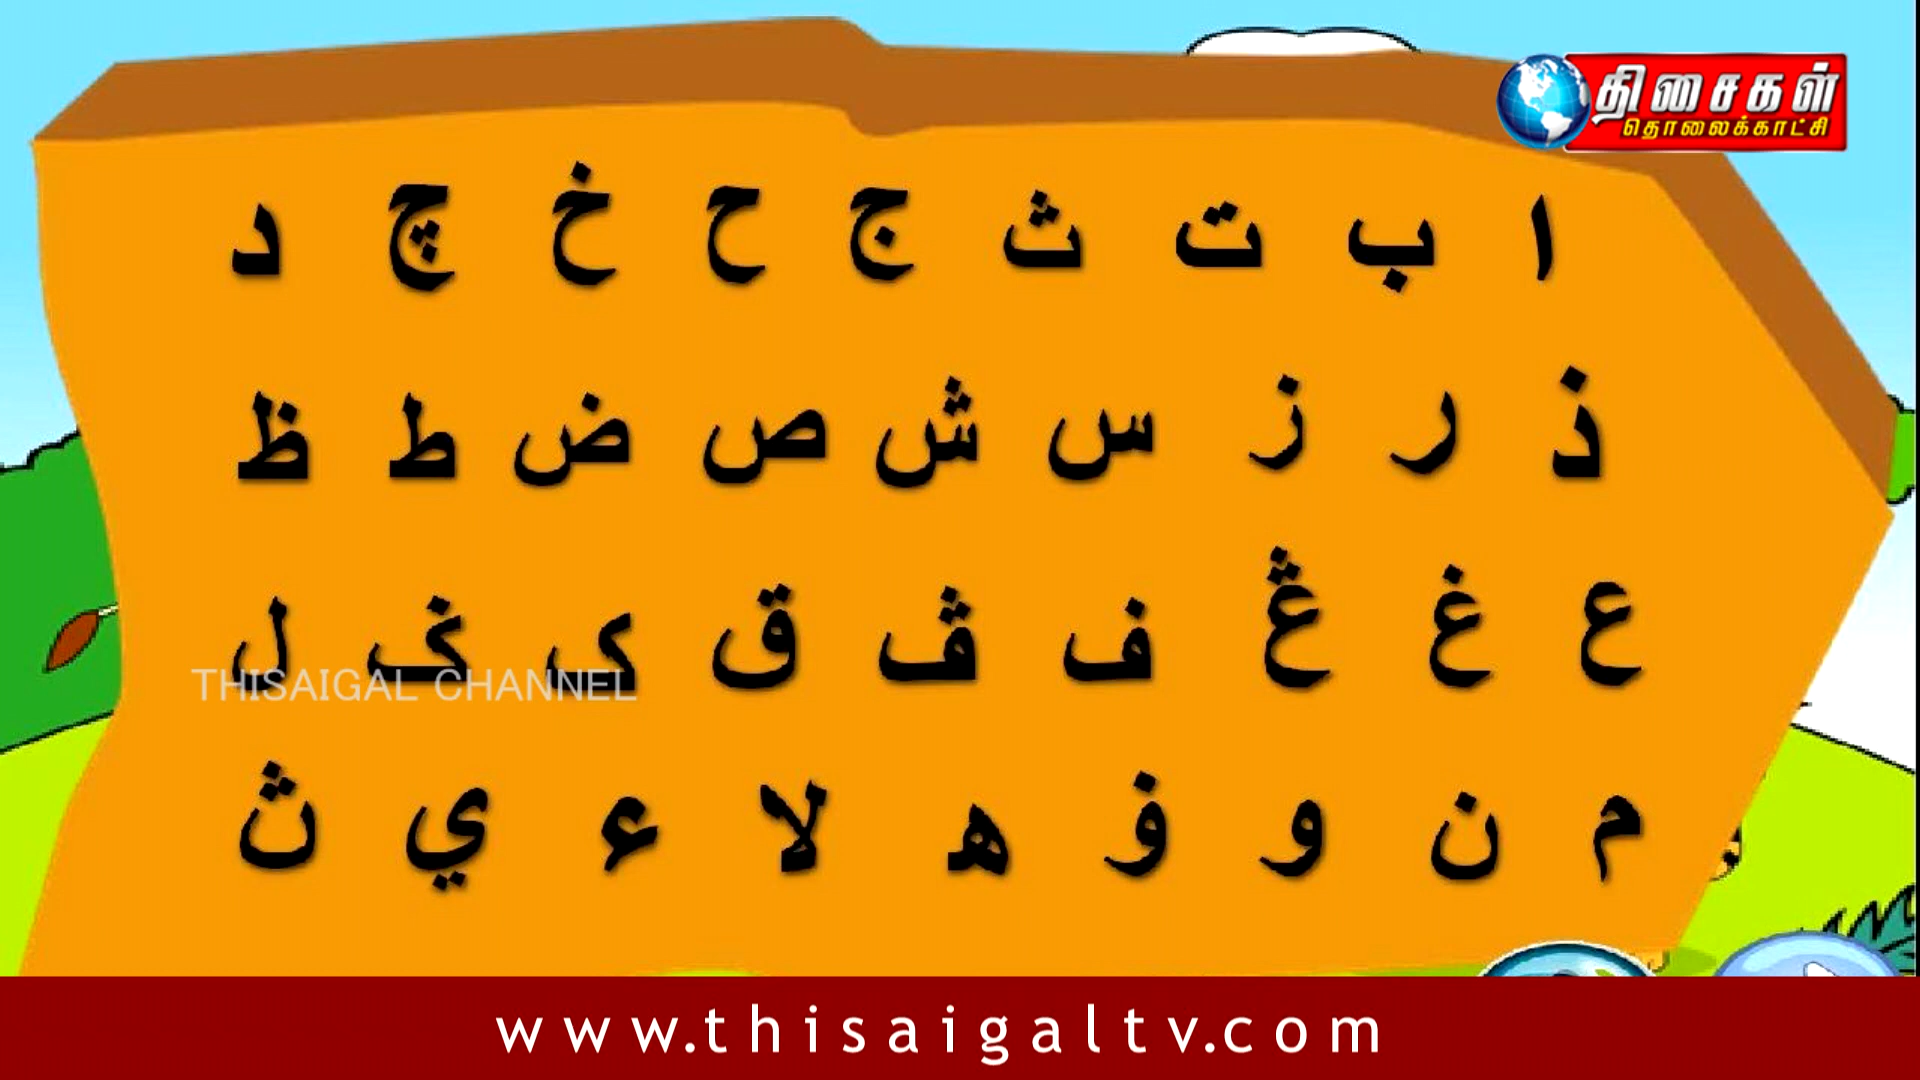 திசைகள்
தொலைக்காட்சி
ا ب ت ث ج ح خ چ د
ذ ر ز س ش ص ض ط ظ
ع غ ڠ ف ڤ ق ک ݢ ل
م ن و ۏ ه لا ء ي ڽ
THISAIGAL CHANNEL
www.thisaigaltv.com